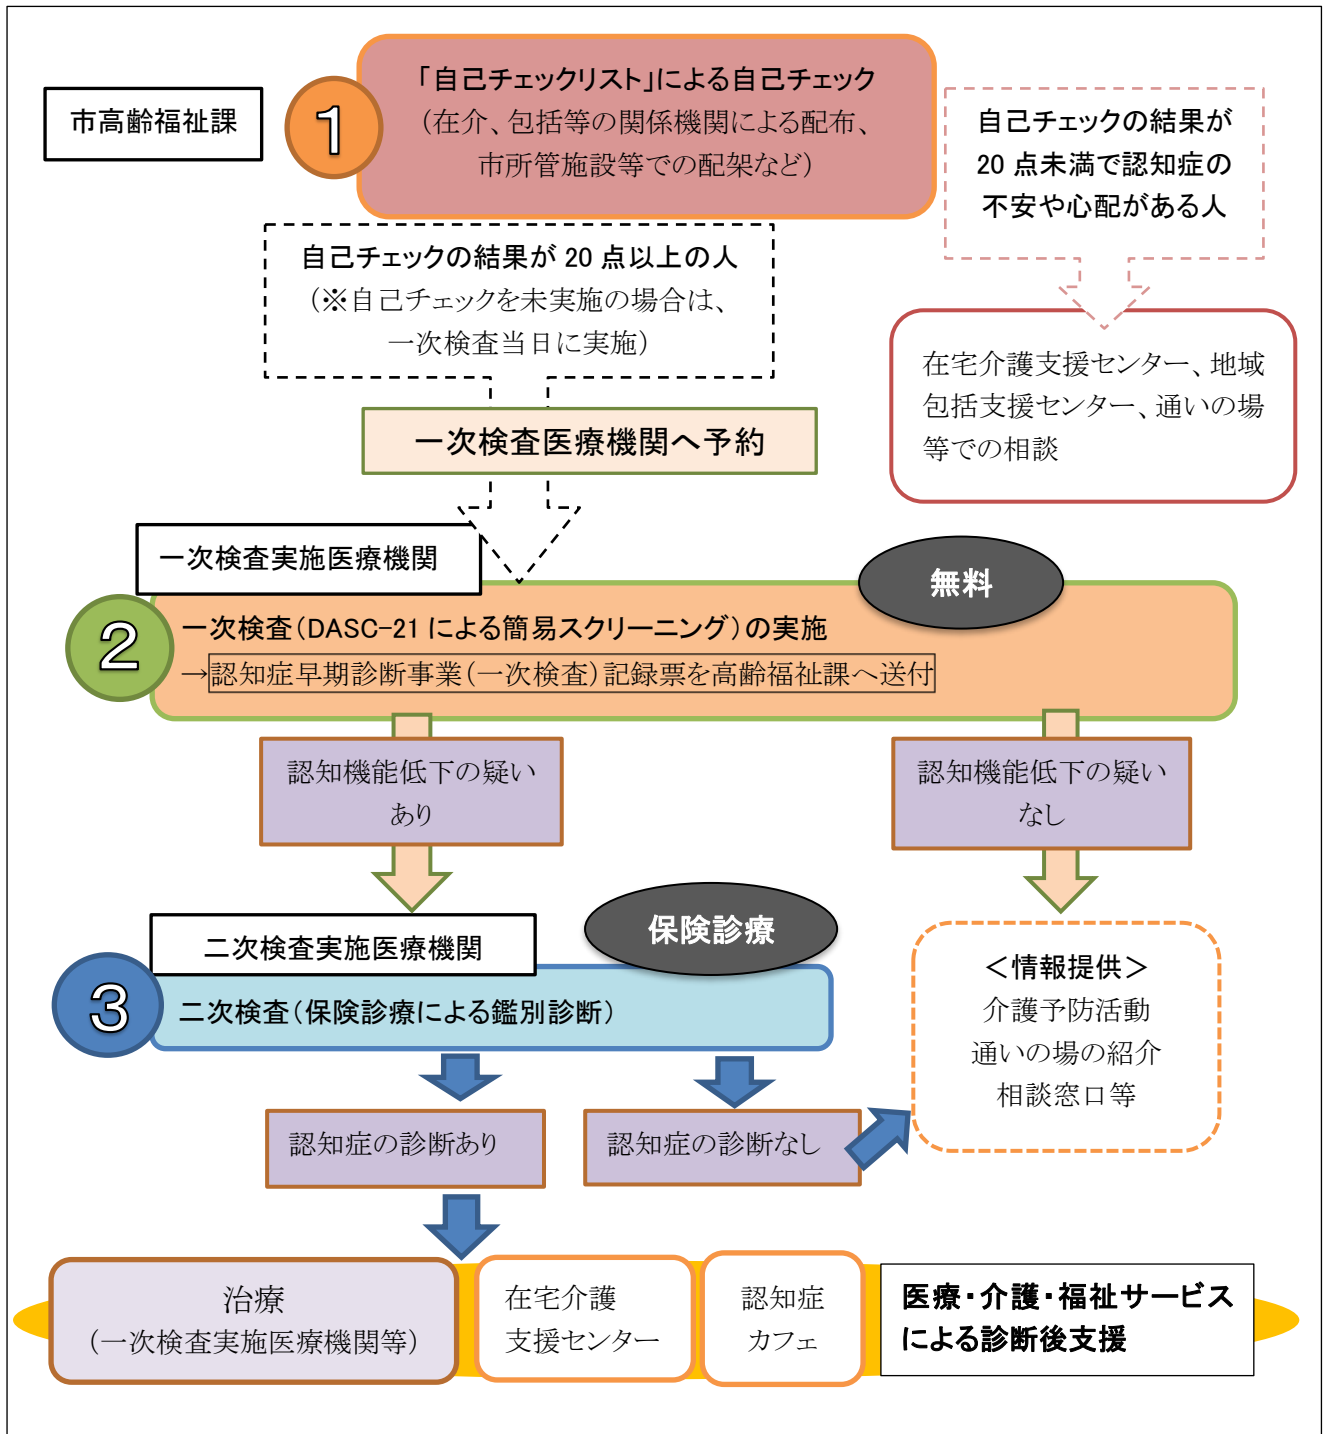 市高齢福祉課
1
「自己チェックリスト」による自己チェック
(在介、包括等の関係機関による配布、
市所管施設等での配架など)
自己チェックの結果が
20 点未満で認知症の
不安や心配がある人
自己チェックの結果が 20 点以上の人
(※自己チェックを未実施の場合は、
一次検査当日に実施)
在宅介護支援センター、地域
包括支援センター、通いの場
等での相談
一次検査医療機関へ予約
一次検査実施医療機関
無料
2
一次検査(DASC-21 による簡易スクリーニング)の実施
→認知症早期診断事業(一次検査)記録票を高齢福祉課へ送付
認知機能低下の疑い
あり
認知機能低下の疑い
なし
二次検査実施医療機関
保険診療
3
二次検査(保険診療による鑑別診断)
<情報提供>
介護予防活動
通いの場の紹介
相談窓口等
認知症の診断あり
認知症の診断なし
治療
(一次検査実施医療機関等)
在宅介護
支援センター
認知症
カフェ
医療・介護・福祉サービス
による診断後支援